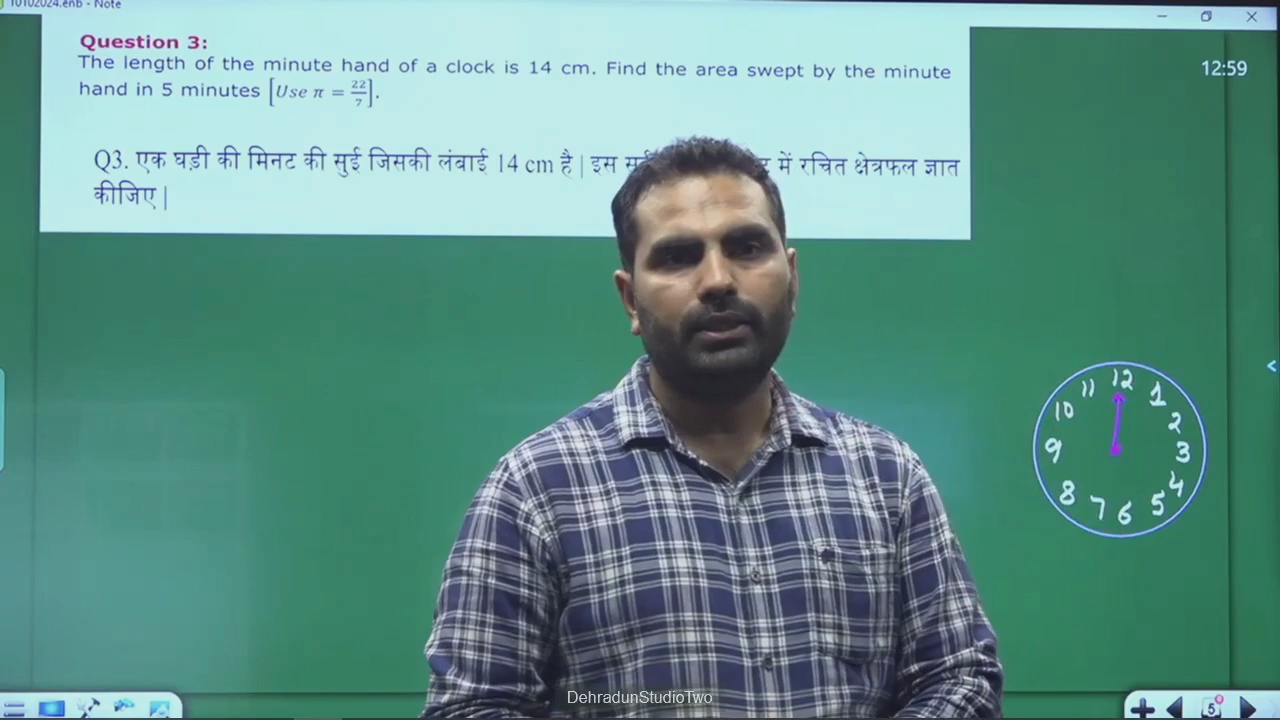 10102024.enb - Note
Question 3:
12:59
The length of the minute hand of a clock is 14 cm. Find the area swept by the minute
hand in 5 minutes [Use π = 22/7].
Q3. एक घड़ी की मिनट की सुई जिसकी लंबाई 14 cm है | इस में रचित क्षेत्रफल ज्ञात
कीजिए |
12
11
1
10
2
9
3
8
4
7
5
6
DehradunStudioTwo
5